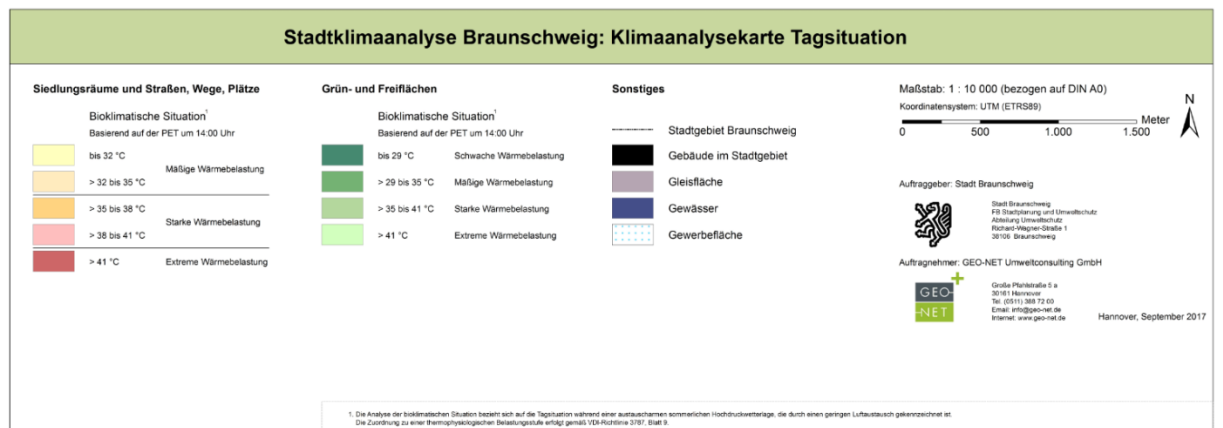 Stadtklimaanalyse Braunschweig: Klimaanalysekarte Tagsituation
Siedlungsräume und Straßen, Wege, Plätze
Bioklimatische Situation¹
Basierend auf der PET um 14:00 Uhr
bis 32 °C
> 32 bis 35 °C
Mäßige Wärmebelastung
> 35 bis 38 °C
> 38 bis 41 °C
Starke Wärmebelastung
> 41 °C Extreme Wärmebelastung
Grün- und Freiflächen
Bioklimatische Situation¹
Basierend auf der PET um 14:00 Uhr
bis 29 °C Schwache Wärmebelastung
> 29 bis 35 °C Mäßige Wärmebelastung
> 35 bis 41 °C Starke Wärmebelastung
> 41 °C Extreme Wärmebelastung
Sonstiges
Stadtgebiet Braunschweig
Gebäude im Stadtgebiet
Gleisfläche
Gewässer
Gewerbefläche
Maßstab: 1 : 10 000 (bezogen auf DIN A0)
Koordinatensystem: UTM (ETRS89)
N
Meter
0 500 1.000 1.500
Auftraggeber: Stadt Braunschweig
Stadt Braunschweig
FB Stadtplanung und Umweltschutz
Abteilung Umweltschutz
Richard-Wagner-Straße 1
38106 Braunschweig
Auftragnehmer: GEO-NET Umweltconsulting GmbH
GEO-
-NET
Große Pfahlstraße 5 a
30161 Hannover
Tel. (0511) 388 72 00
Email: info@geo-net.de
Internet: www.geo-net.de
Hannover, September 2017
1. Die Analyse der bioklimatischen Situation bezieht sich auf die Tagsituation während einer austauscharmen sommerlichen Hochdruckwetterlage, die durch einen geringen Luftaustausch gekennzeichnet ist.
Die Zuordnung zu einer thermophysiologischen Belastungsstufe erfolgt gemäß VDI-Richtlinie 3787, Blatt 9.